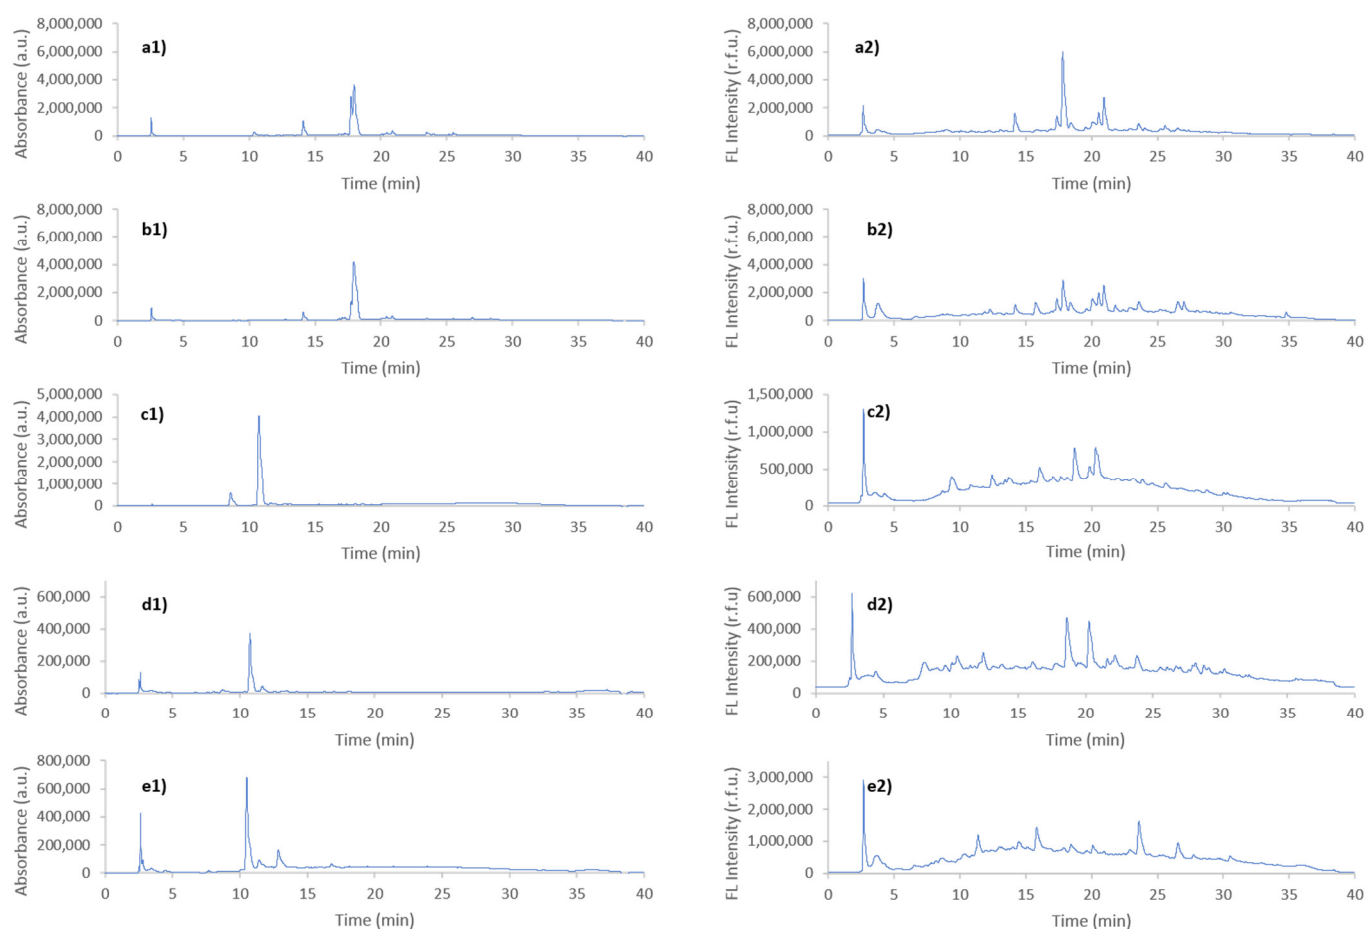 a1)
Absorbance (a.u.)
8,000,000
6,000,000
4,000,000
2,000,000
0
0 5 10 15 20 25 30 35 40
Time (min)
a2)
FL Intensity (r.f.u.)
8,000,000
6,000,000
4,000,000
2,000,000
0
0 5 10 15 20 25 30 35 40
Time (min)
b1)
Absorbance (a.u.)
8,000,000
6,000,000
4,000,000
2,000,000
0
0 5 10 15 20 25 30 35 40
Time (min)
b2)
FL Intensity (r.f.u.)
8,000,000
6,000,000
4,000,000
2,000,000
0
0 5 10 15 20 25 30 35 40
Time (min)
c1)
Absorbance (a.u.)
5,000,000
4,000,000
3,000,000
2,000,000
1,000,000
0
0 5 10 15 20 25 30 35 40
Time (min)
c2)
FL Intensity (r.f.u)
1,500,000
1,000,000
500,000
0
0 5 10 15 20 25 30 35 40
Time (min)
d1)
Absorbance (a.u.)
600,000
400,000
200,000
0
0 5 10 15 20 25 30 35 40
Time (min)
d2)
FL Intensity (r.f.u)
600,000
400,000
200,000
0
0 5 10 15 20 25 30 35 40
Time (min)
e1)
Absorbance (a.u.)
800,000
600,000
400,000
200,000
0
0 5 10 15 20 25 30 35 40
Time (min)
e2)
FL Intensity (r.f.u)
3,000,000
2,000,000
1,000,000
0
0 5 10 15 20 25 30 35 40
Time (min)